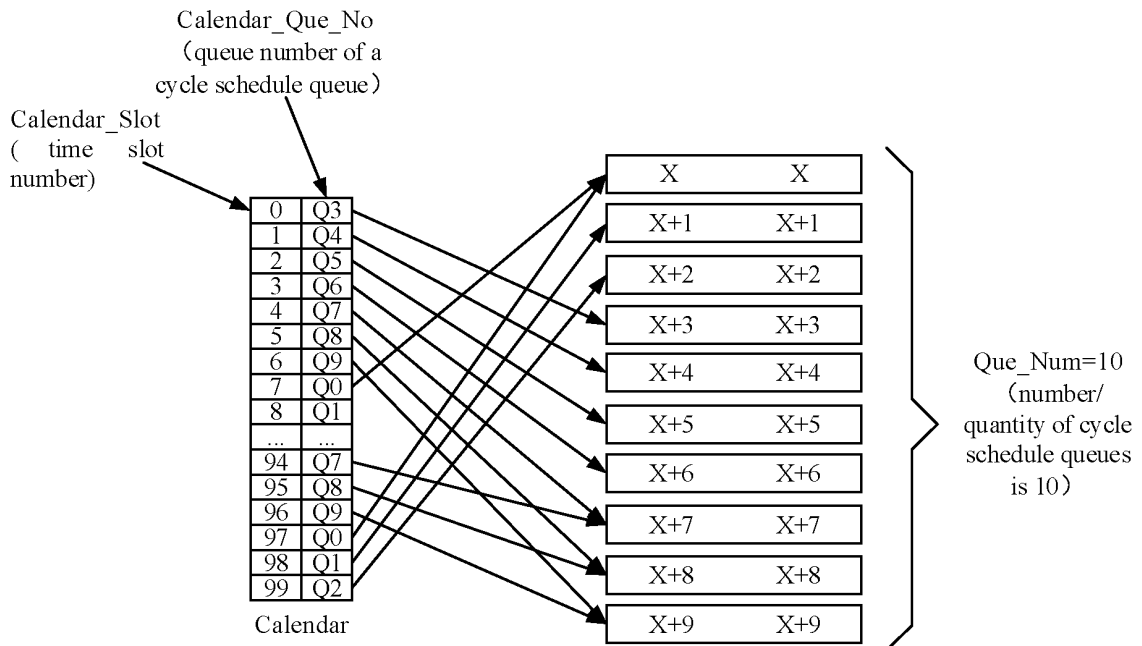 Calendar_Que_No
（queue number of a
cycle schedule queue）
Calendar_Slot
( time slot
number)
0 Q3
1 Q4
2 Q5
3 Q6
4 Q7
5 Q8
6 Q9
7 Q0
8 Q1
... ...
94 Q7
95 Q8
96 Q9
97 Q0
98 Q1
99 Q2
Calendar
X X
X+1 X+1
X+2 X+2
X+3 X+3
X+4 X+4
X+5 X+5
X+6 X+6
X+7 X+7
X+8 X+8
X+9 X+9
Que_Num=10
（number/
quantity of cycle
schedule queues
is 10）